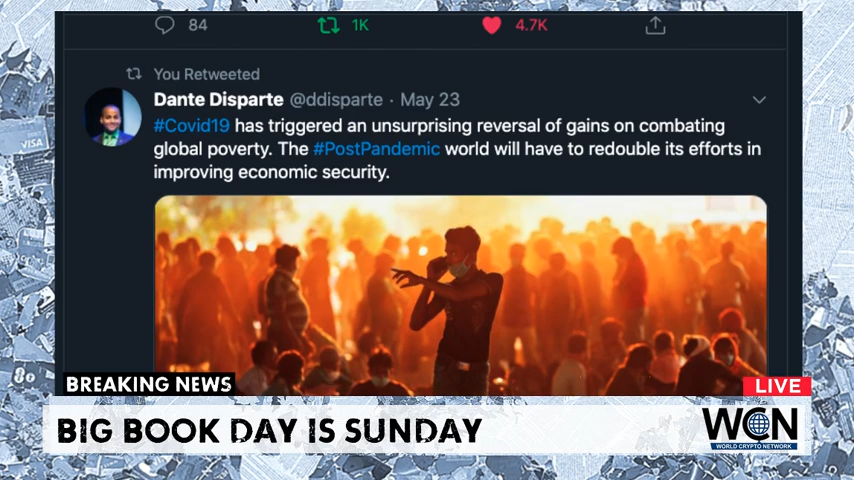 84 1K 4.7K
You Retweeted
Dante Disparte @ddisparte · May 23
#Covid19 has triggered an unsurprising reversal of gains on combating
global poverty. The #PostPandemic world will have to redouble its efforts in
improving economic security.
BREAKING NEWS
LIVE
BIG BOOK DAY IS SUNDAY
WCN
WORLD CRYPTO NETWORK
VISA